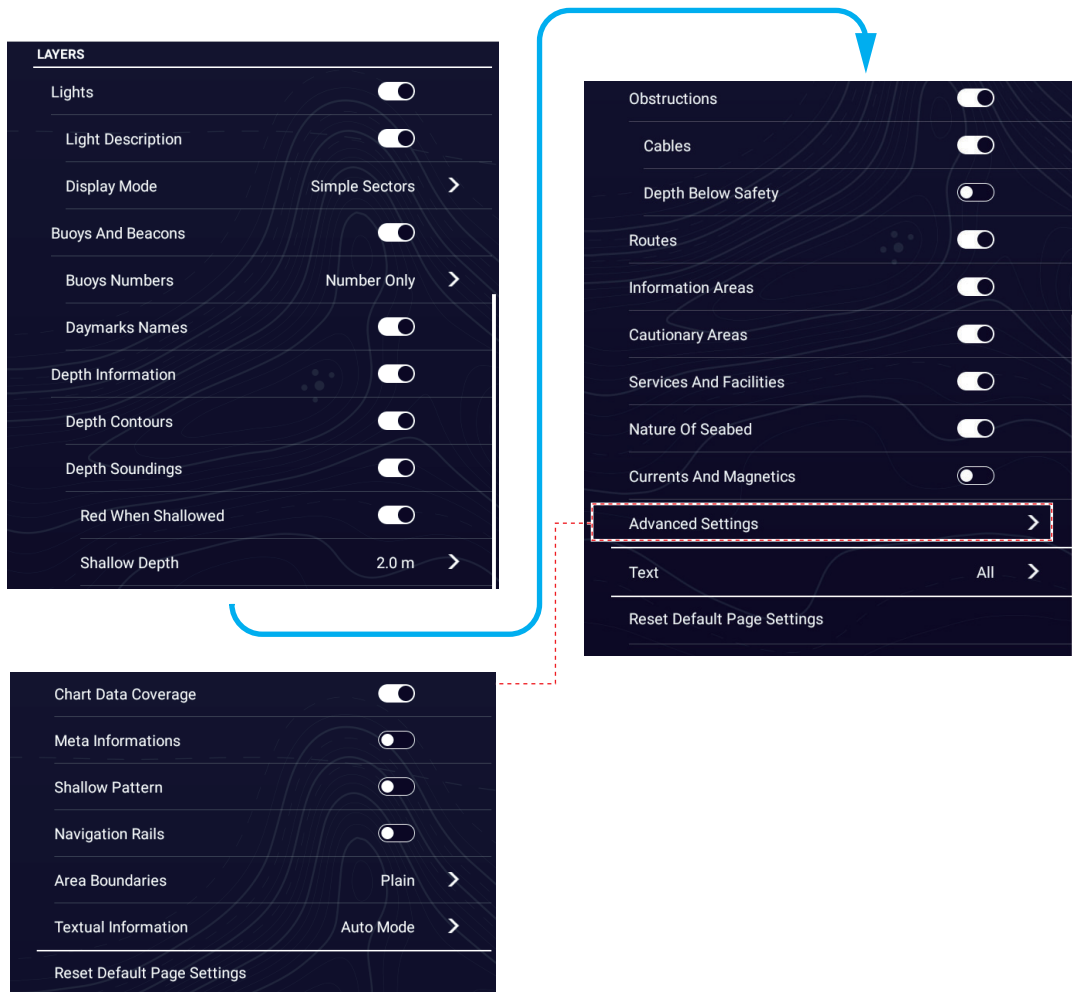 LAYERS
Lights
Light Description
Display Mode Simple Sectors
Buoys And Beacons
Buoys Numbers Number Only
Daymarks Names
Depth Information
Depth Contours
Depth Soundings
Red When Shallowed
Shallow Depth 2.0 m
Obstructions
Cables
Depth Below Safety
Routes
Information Areas
Cautionary Areas
Services And Facilities
Nature Of Seabed
Currents And Magnetics
Advanced Settings
Text All
Reset Default Page Settings
Chart Data Coverage
Meta Informations
Shallow Pattern
Navigation Rails
Area Boundaries Plain
Textual Information Auto Mode
Reset Default Page Settings